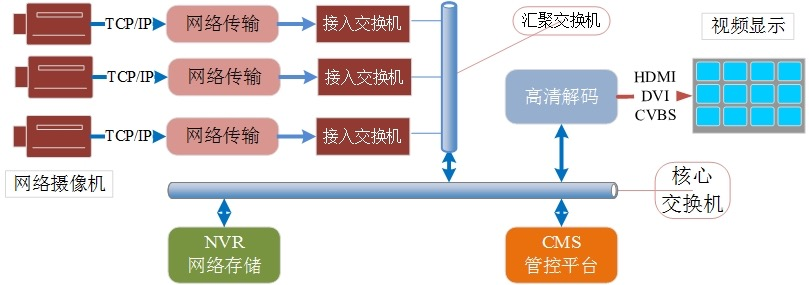 TCP/IP
网络传输
接入交换机
汇聚交换机
视频显示
TCP/IP
网络传输
接入交换机
高清解码
HDMI
DVI
CVBS
TCP/IP
网络传输
接入交换机
网络摄像机
核心
交换机
NVR
网络存储
CMS
管控平台